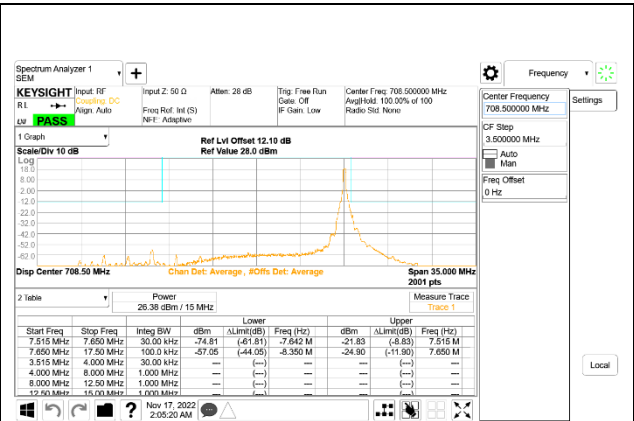 Spectrum Analyzer 1
SEM
Frequency
KEYSIGHT Input: RF
Coupling: DC
Align: Auto
Input Z: 50 Ω
Freq Ref: Int (S)
NFE: Adaptive
Atten: 28 dB
Trig: Free Run
Gate: Off
IF Gain: Low
Center Freq: 708.500000 MHz
Avg|Hold: 100.00% of 100
Radio Std: None
R L
PASS
Center Frequency
708.500000 MHz
Settings
CF Step
3.500000 MHz
Auto
Man
Freq Offset
0 Hz
Local
1 Graph
Scale/Div 10 dB
Ref Lvl Offset 12.10 dB
Ref Value 28.0 dBm
Log
18.0
8.00
-2.00
-12.0
-22.0
-32.0
-42.0
-52.0
-62.0
Disp Center 708.50 MHz
Chan Det: Average , #Offs Det: Average
Span 35.000 MHz
2001 pts
2 Table
Power
26.38 dBm / 15 MHz
Measure Trace
Trace 1
Lower Upper
Start Freq Stop Freq Integ BW dBm ΔLimit(dB) Freq (Hz) dBm ΔLimit(dB) Freq (Hz)
7.515 MHz 7.650 MHz 30.00 kHz -74.81 (-61.81) -7.642 M -21.83 (-8.83) 7.515 M
7.650 MHz 17.50 MHz 100.0 kHz -57.05 (-44.05) -8.350 M -24.90 (-11.90) 7.650 M
3.515 MHz 4.000 MHz 30.00 kHz --- (---) --- --- (---) ---
4.000 MHz 8.000 MHz 1.000 MHz --- (---) --- --- (---) ---
8.000 MHz 12.50 MHz 1.000 MHz --- (---) --- --- (---) ---
12.50 MHz 15.00 MHz 1.000 MHz --- (---) --- --- (---) ---
?
Nov 17, 2022
2:05:20 AM